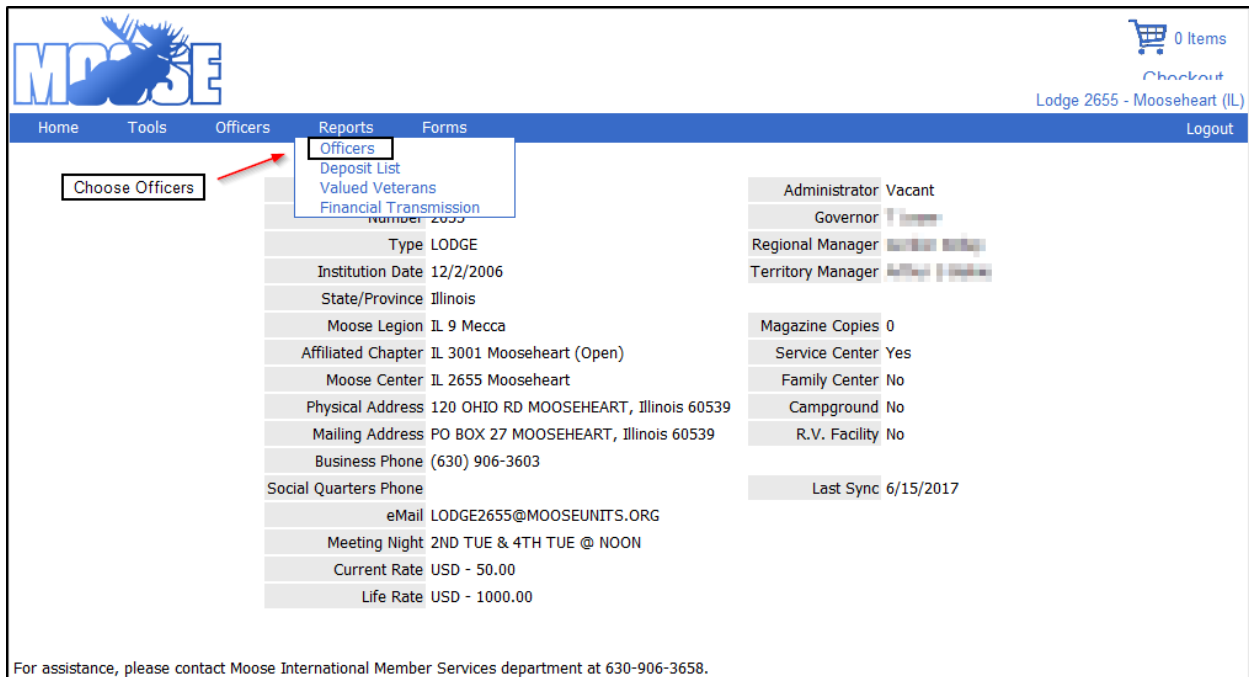 MOOSE
0 Items
Checkout
Lodge 2655 - Mooseheart (IL)
Home Tools Officers Reports Forms Logout
Officers
Deposit List
Valued Veterans
Financial Transmission
Choose Officers
Number 2655
Type LODGE
Institution Date 12/2/2006
State/Province Illinois
Moose Legion IL 9 Mecca
Affiliated Chapter IL 3001 Mooseheart (Open)
Moose Center IL 2655 Mooseheart
Physical Address 120 OHIO RD MOOSEHEART, Illinois 60539
Mailing Address PO BOX 27 MOOSEHEART, Illinois 60539
Business Phone (630) 906-3603
Social Quarters Phone
eMail LODGE2655@MOOSEUNITS.ORG
Meeting Night 2ND TUE & 4TH TUE @ NOON
Current Rate USD - 50.00
Life Rate USD - 1000.00
Administrator Vacant
Governor
Regional Manager
Territory Manager
Magazine Copies 0
Service Center Yes
Family Center No
Campground No
R.V. Facility No
Last Sync 6/15/2017
For assistance, please contact Moose International Member Services department at 630-906-3658.